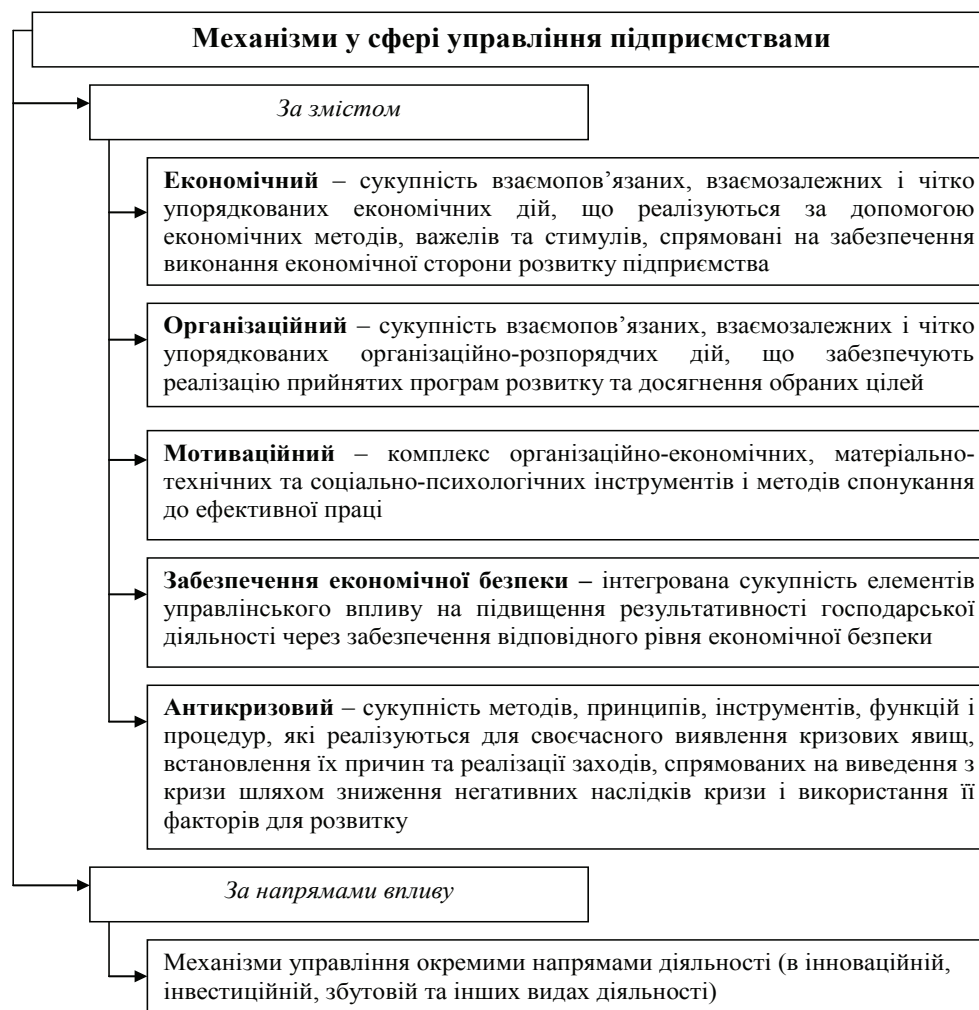 Механізми у сфері управління підприємствами
За змістом
Економічний – сукупність взаємопов’язаних, взаємозалежних і чітко
упорядкованих економічних дій, що реалізуються за допомогою
економічних методів, важелів та стимулів, спрямовані на забезпечення
виконання економічної сторони розвитку підприємства
Організаційний – сукупність взаємопов’язаних, взаємозалежних і чітко
упорядкованих організаційно-розпорядчих дій, що забезпечують
реалізацію прийнятих програм розвитку та досягнення обраних цілей
Мотиваційний – комплекс організаційно-економічних, матеріально-
технічних та соціально-психологічних інструментів і методів спонукання
до ефективної праці
Забезпечення економічної безпеки – інтегрована сукупність елементів
управлінського впливу на підвищення результативності господарської
діяльності через забезпечення відповідного рівня економічної безпеки
Антикризовий – сукупність методів, принципів, інструментів, функцій і
процедур, які реалізуються для своєчасного виявлення кризових явищ,
встановлення їх причин та реалізації заходів, спрямованих на виведення з
кризи шляхом зниження негативних наслідків кризи і використання її
факторів для розвитку
За напрямами впливу
Механізми управління окремими напрямами діяльності (в інноваційній,
інвестиційній, збутовій та інших видах діяльності)